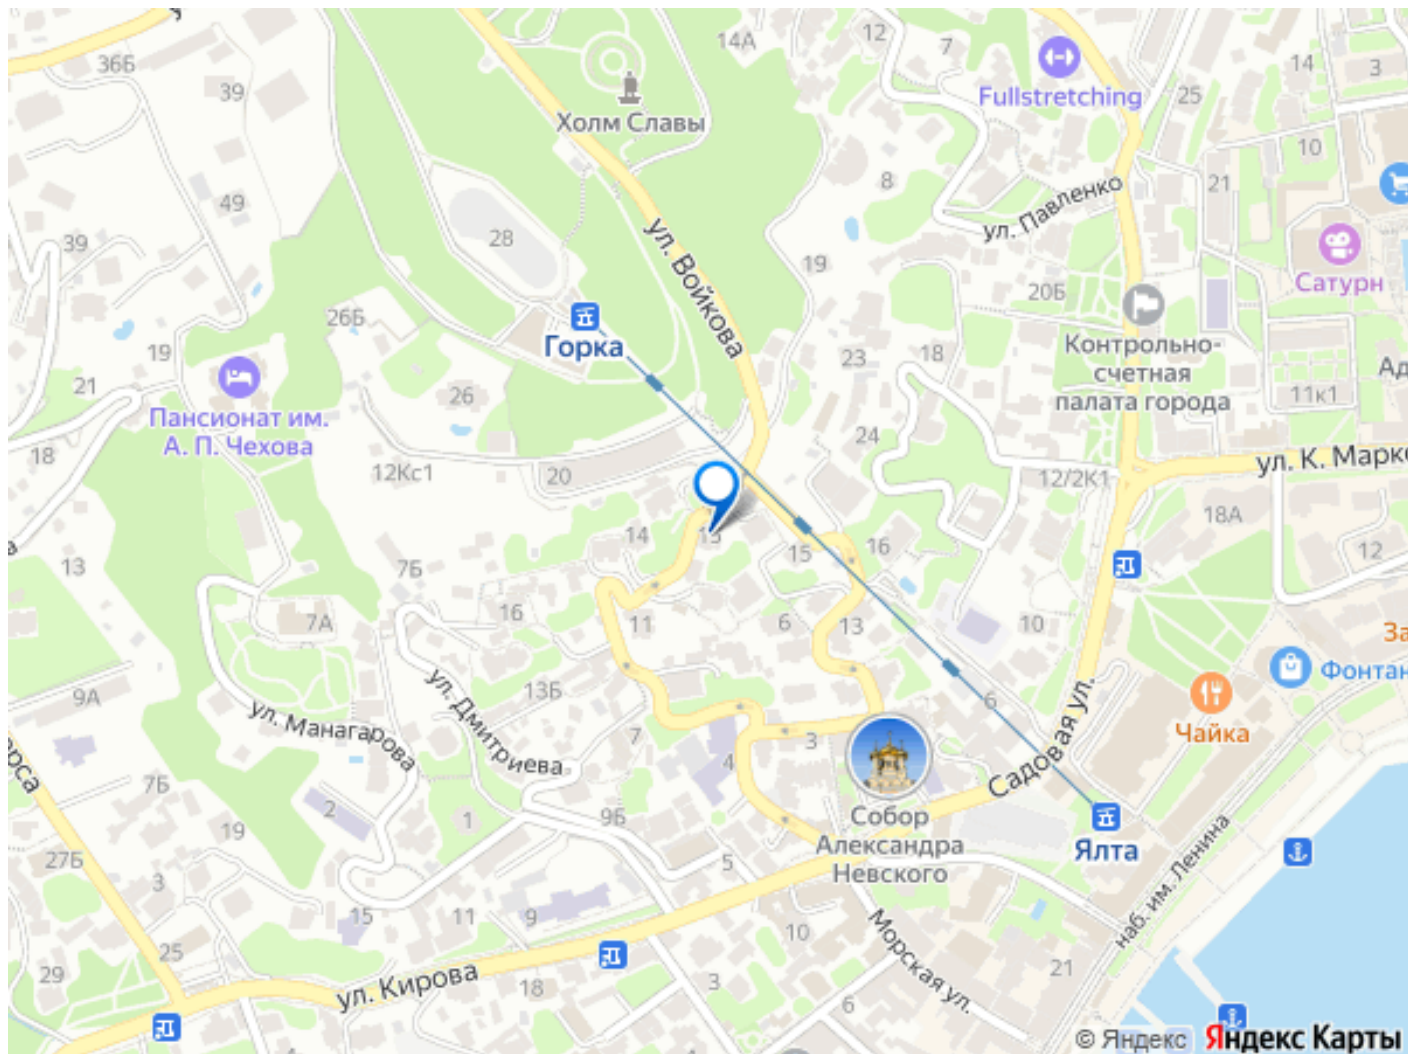 36Б
39
14А
12
7
14
3
Fullstretching
25
Холм Славы
10
49
8
21
ул. Павленко
39
28
ул. Войкова
19
Сатурн
20Б
26Б
Горка
Контрольно-
счетная
палата города
19
23
18
Ад
21
Пансионат им.
А. П. Чехова
26
11к1
18
24
12Кс1
20
12/2К1
ул. К. Марк
18А
14
13
15
16
12
а
13
7Б
16
7А
11
6
13
10
За
9А
ул. Дмитриева
13Б
6
Фонтан
ул. Манагарова
7
3
Чайка
ерса
7Б
4
Садовая ул.
2
19
1
9Б
Собор
Александра
Невского
Ялта
27Б
3
5
наб. им. Ленина
15
11
9
10
Морская ул.
25
29
ул. Кирова
18
6
21
© Яндекс Яндекс Карты